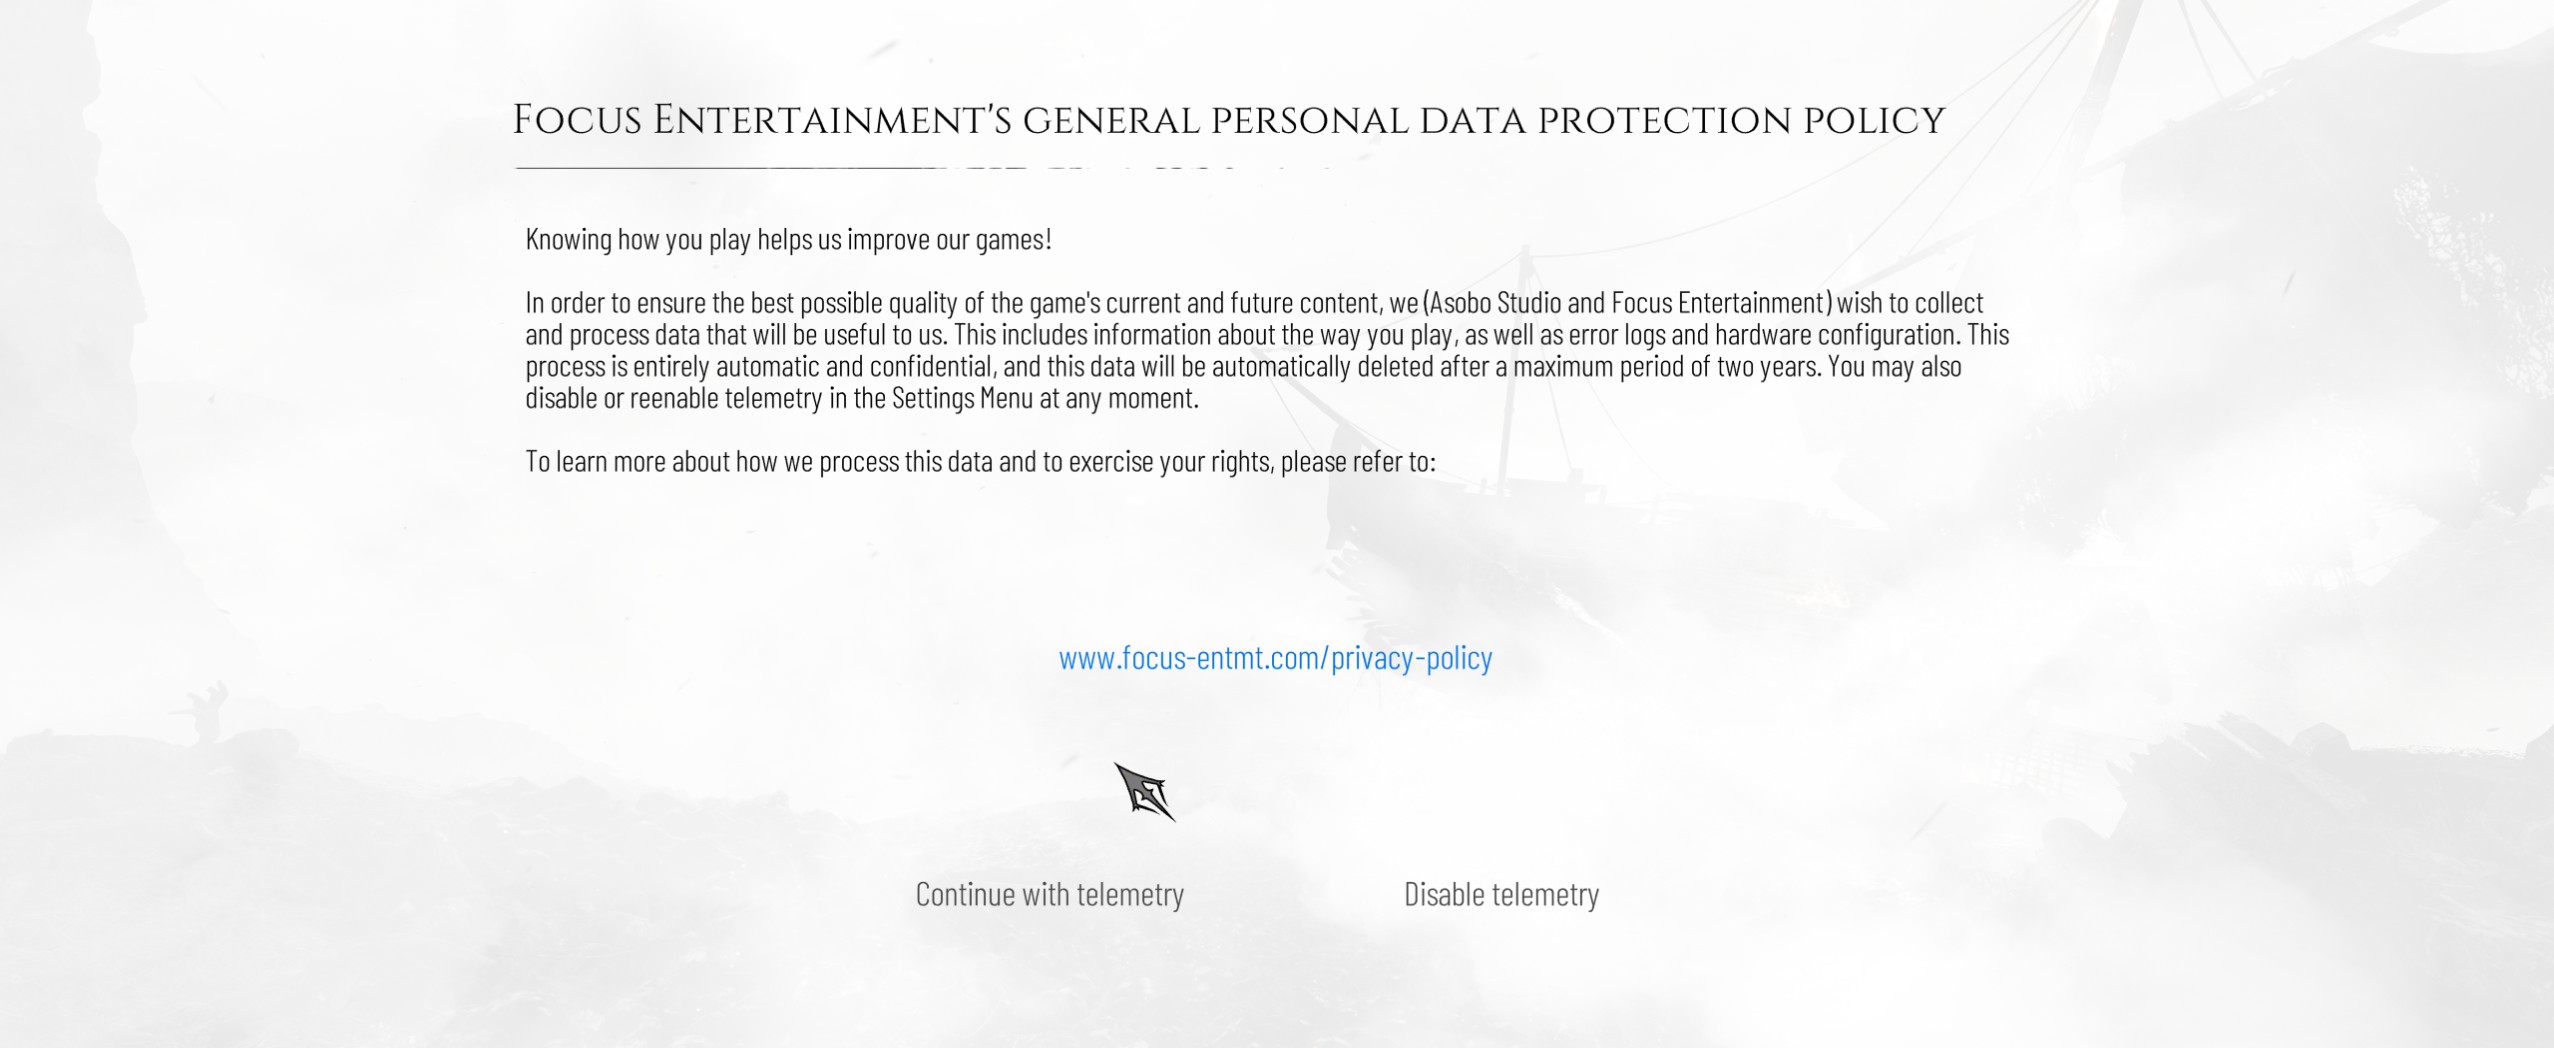 Focus Entertainment's general personal data protection policy
Knowing how you play helps us improve our games!
In order to ensure the best possible quality of the game's current and future content, we (Asobo Studio and Focus Entertainment) wish to collect
and process data that will be useful to us. This includes information about the way you play, as well as error logs and hardware configuration. This
process is entirely automatic and confidential, and this data will be automatically deleted after a maximum period of two years. You may also
disable or reenable telemetry in the Settings Menu at any moment.
To learn more about how we process this data and to exercise your rights, please refer to:
www.focus-entmt.com/privacy-policy
Continue with telemetry
Disable telemetry